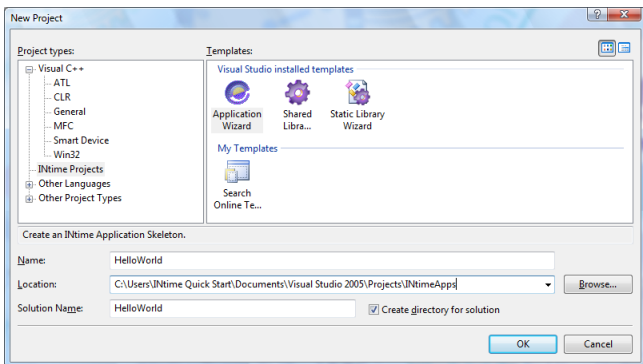 New Project
Project types:
Templates:
Visual C++
ATL
CLR
General
MFC
Smart Device
Win32
INtime Projects
Other Languages
Other Project Types
Visual Studio installed templates
Application Wizard
Shared Libra...
Static Library Wizard
My Templates
Search Online Te...
Create an INtime Application Skeleton.
Name:
HelloWorld
Location:
C:\Users\INtime Quick Start\Documents\Visual Studio 2005\Projects\INtimeApps
Browse...
Solution Name:
HelloWorld
Create directory for solution
OK
Cancel